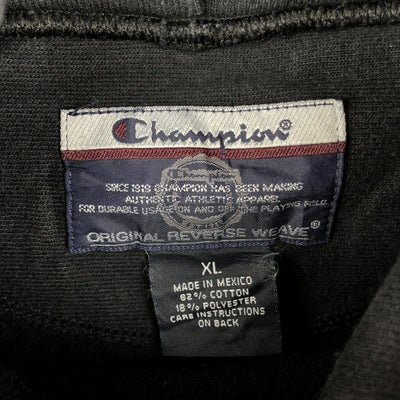 Champion®
SINCE 1919 CHAMPION HAS BEEN MAKING
AUTHENTIC ATHLETIC APPAREL
FOR DURABLE USAGE ON AND OFF THE PLAYING FIELD.
ORIGINAL REVERSE WEAVE®
XL
MADE IN MEXICO
82% COTTON
18% POLYESTER
CARE INSTRUCTIONS
ON BACK